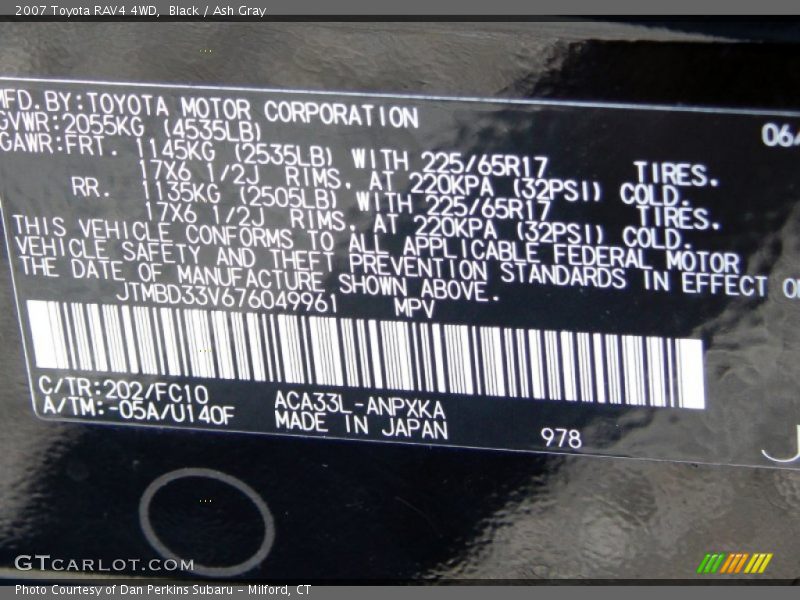 2007 Toyota RAV4 4WD, Black / Ash Gray
MFD.BY:TOYOTA MOTOR CORPORATION 06/
GVWR:2055KG (4535LB)
GAWR:FRT. 1145KG (2535LB) WITH 225/65R17 TIRES.
17X6 1/2J RIMS. AT 220KPA (32PSI) COLD.
RR. 1135KG (2505LB) WITH 225/65R17 TIRES.
17X6 1/2J RIMS. AT 220KPA (32PSI) COLD.
THIS VEHICLE CONFORMS TO ALL APPLICABLE FEDERAL MOTOR
VEHICLE SAFETY AND THEFT PREVENTION STANDARDS IN EFFECT ON
THE DATE OF MANUFACTURE SHOWN ABOVE.
JTMBD33V676049961 MPV
C/TR:202/FC10 ACA33L-ANPXKA
A/TM:-05A/U140F MADE IN JAPAN
978
GTCARLOT.COM
Photo Courtesy of Dan Perkins Subaru - Milford, CT